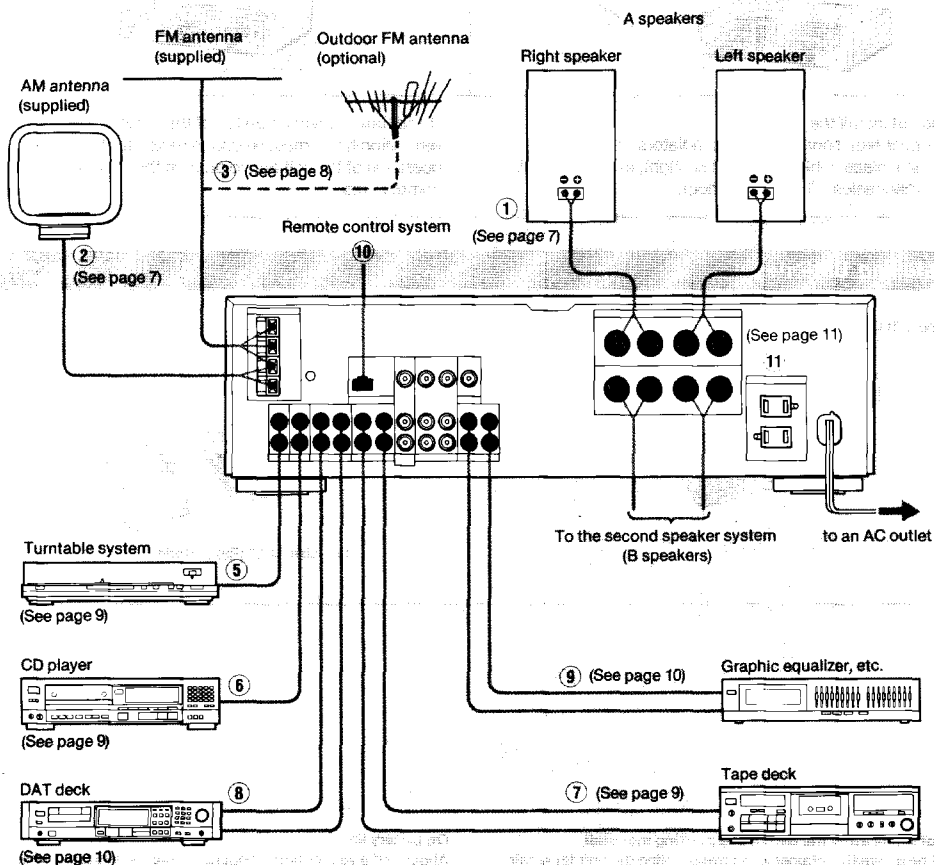 A speakers
FM antenna
(supplied)
Outdoor FM antenna
(optional)
Right speaker
Left speaker
AM antenna
(supplied)
③ (See page 8)
①
(See page 7)
Remote control system
⑩
②
(See page 7)
(See page 11)
11
To the second speaker system
(B speakers)
to an AC outlet
Turntable system
⑤
(See page 9)
CD player
⑥
(See page 9)
⑨ (See page 10)
Graphic equalizer, etc.
DAT deck
⑧
(See page 10)
⑦ (See page 9)
Tape deck